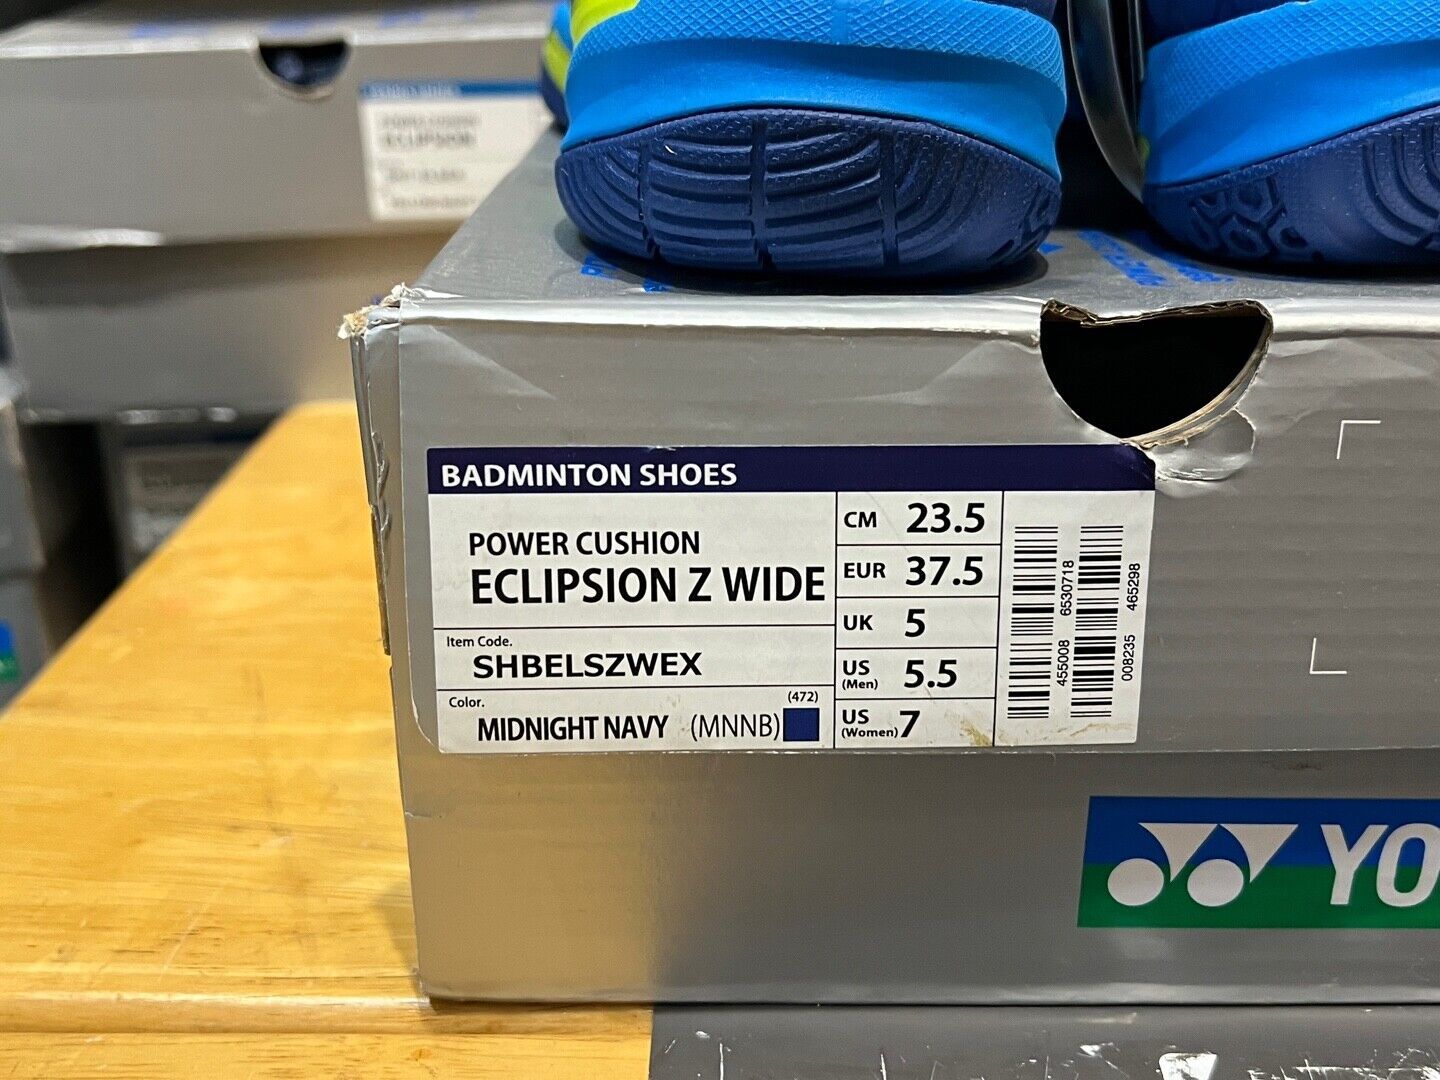 ECLIPSION
BADMINTON SHOES
POWER CUSHION
ECLIPSION Z WIDE
Item Code.
SHBELSZWEX
Color.
(472)
MIDNIGHT NAVY (MNNB)
CM 23.5
EUR 37.5
UK 5
US (Men) 5.5
US (Women) 7
455008 6530718
008235 465298
YO